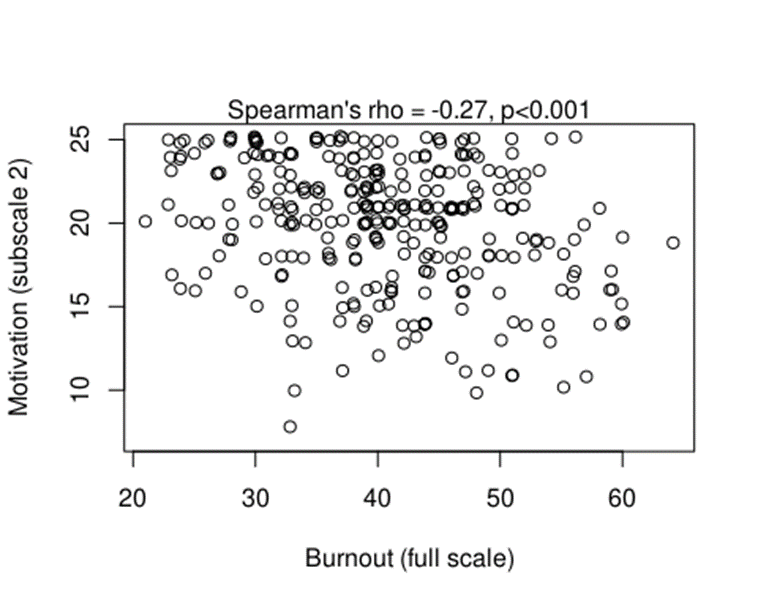 Spearman's rho = -0.27, p<0.001
Motivation (subscale 2)
25
20
15
10
20 30 40 50 60
Burnout (full scale)